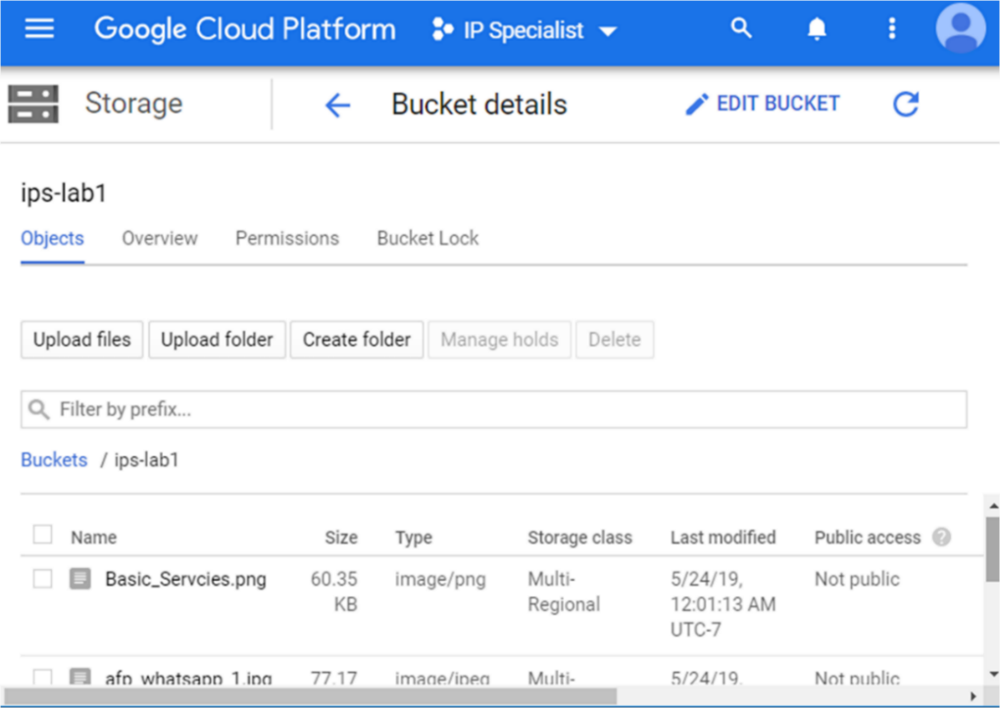 Google Cloud Platform IP Specialist
Storage Bucket details EDIT BUCKET
ips-lab1
Objects Overview Permissions Bucket Lock
Upload files Upload folder Create folder Manage holds Delete
Filter by prefix...
Buckets / ips-lab1
Name Size Type Storage class Last modified Public access ?
Basic_Servcies.png 60.35 image/png Multi- 5/24/19, Not public
KB Regional 12:01:13 AM
UTC-7
afp_whatsapp_1.jpg 77.17 image/jpeg Multi- 5/24/19, Not public